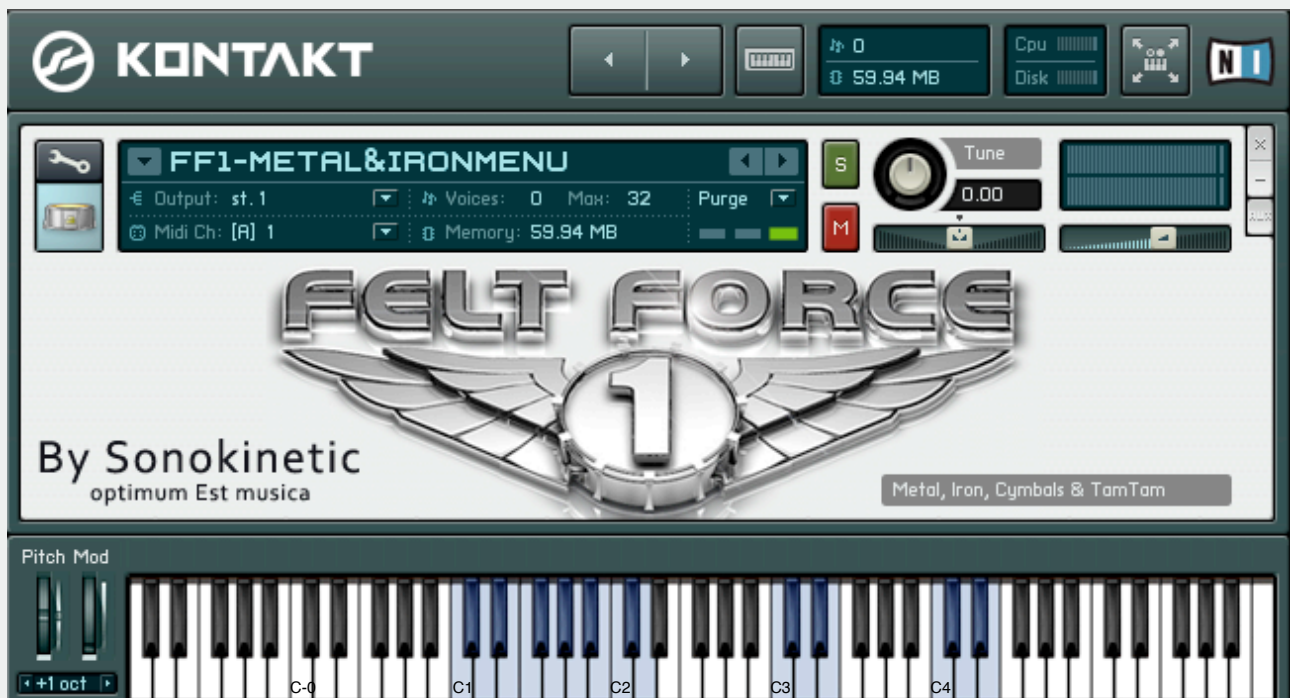 KONTAKT
0
59.94 MB
Cpu
Disk
NI
FF1-METAL&IRONMENU
Output: st. 1
Voices: 0 Max: 32
Purge
Midi Ch: [A] 1
Memory: 59.94 MB
S
M
Tune
0.00
FELT FORCE
1
By Sonokinetic
optimum Est musica
Metal, Iron, Cymbals & TamTam
Pitch Mod
+1 oct
C-0
C1
C2
C3
C4